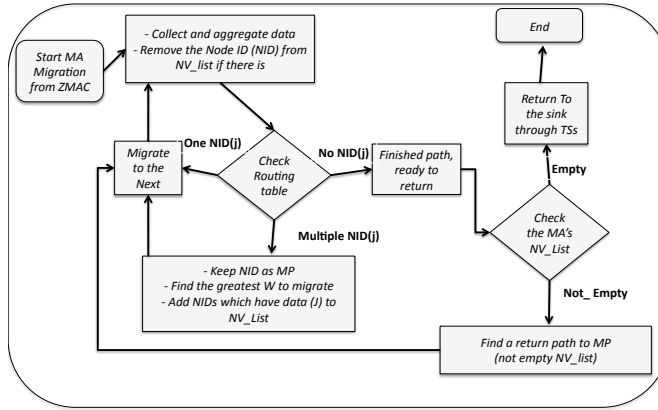 Start MA
Migration
from ZMAC
- Collect and aggregate data
- Remove the Node ID (NID) from
NV_list if there is
End
Return To
the sink
through TSs
Migrate
to the
Next
One NID(j)
Check
Routing
table
No NID(j)
Finished path,
ready to
return
Empty
Check
the MA's
NV_List
Multiple NID(j)
- Keep NID as MP
- Find the greatest W to migrate
- Add NIDs which have data (J) to
NV_List
Not_ Empty
Find a return path to MP
(not empty NV_list)